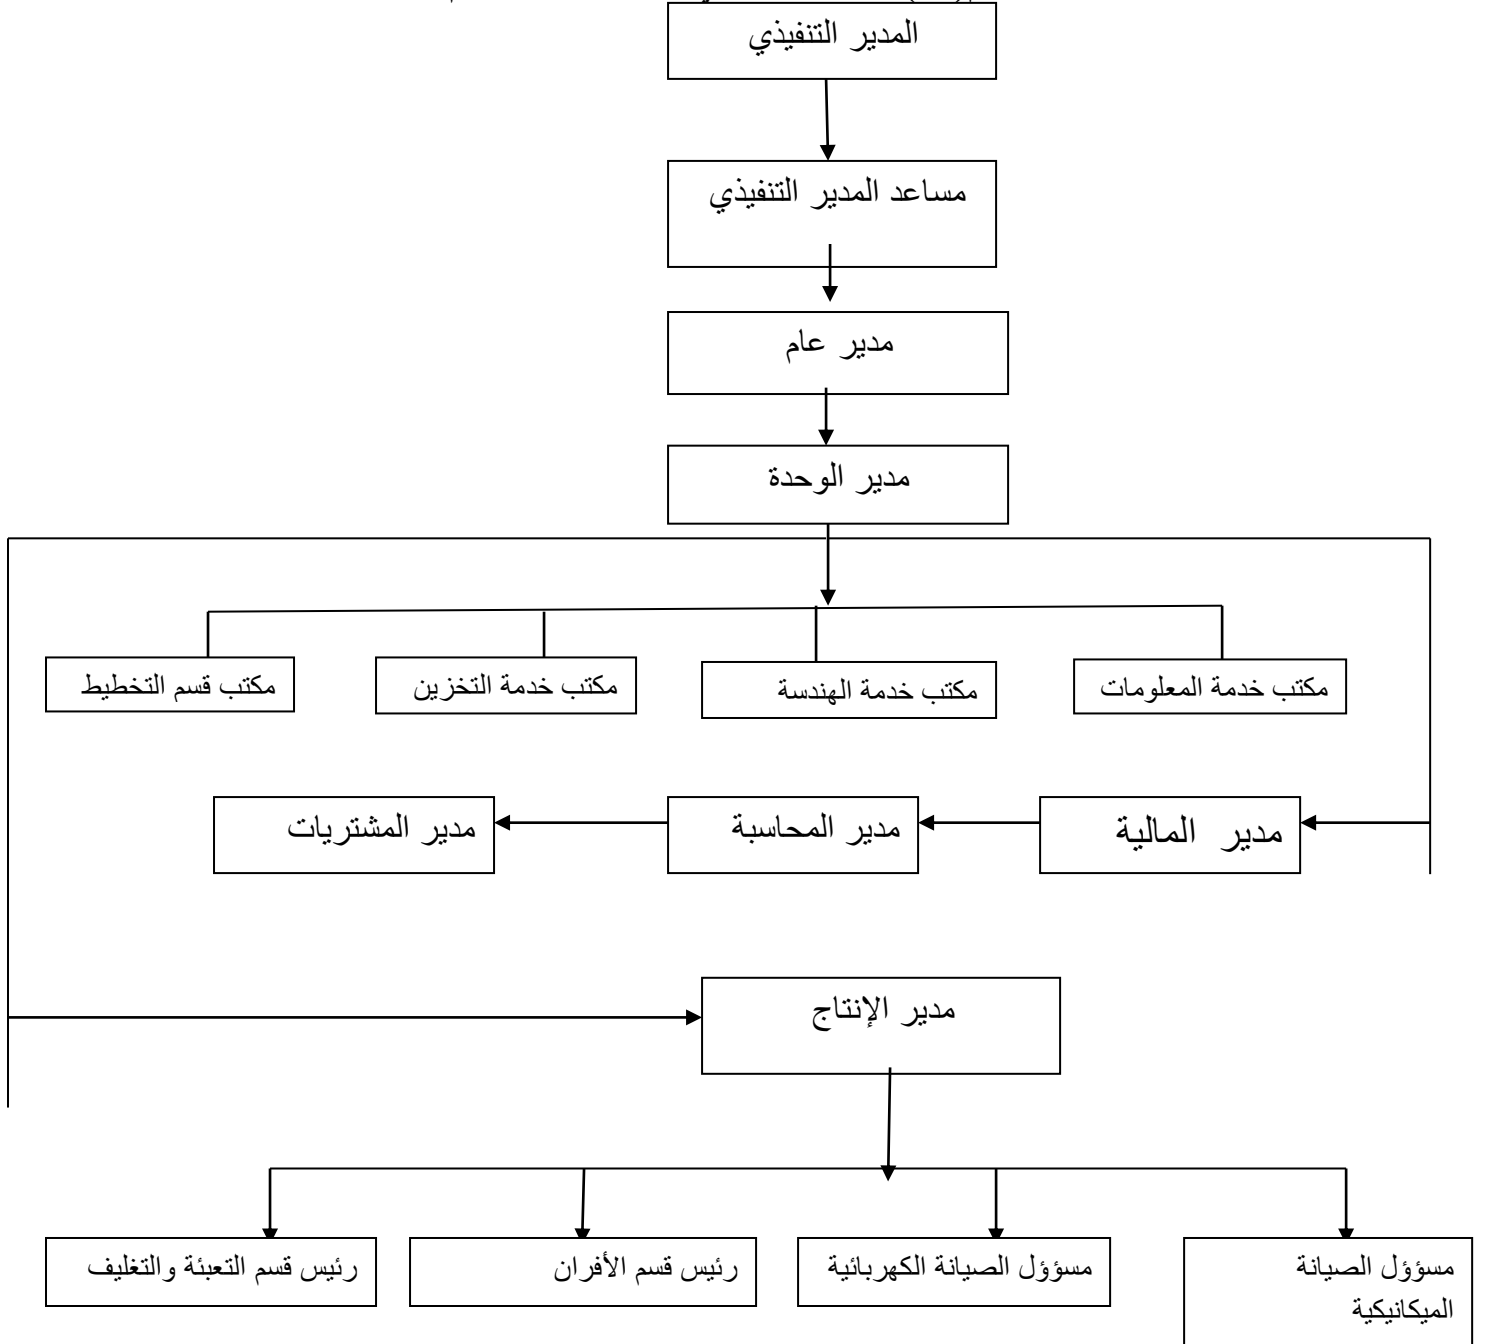 المدير التنفيذي
مساعد المدير التنفيذي
مدير عام
مدير الوحدة
مكتب خدمة المعلومات
مكتب خدمة الهندسة
مكتب خدمة التخزين
مكتب قسم التخطيط
مدير المالية
مدير المحاسبة
مدير المشتريات
مدير الإنتاج
مسؤؤل الصيانة
الميكانيكية
مسؤؤل الصيانة الكهربائية
رئيس قسم الأفران
رئيس قسم التعبئة والتغليف